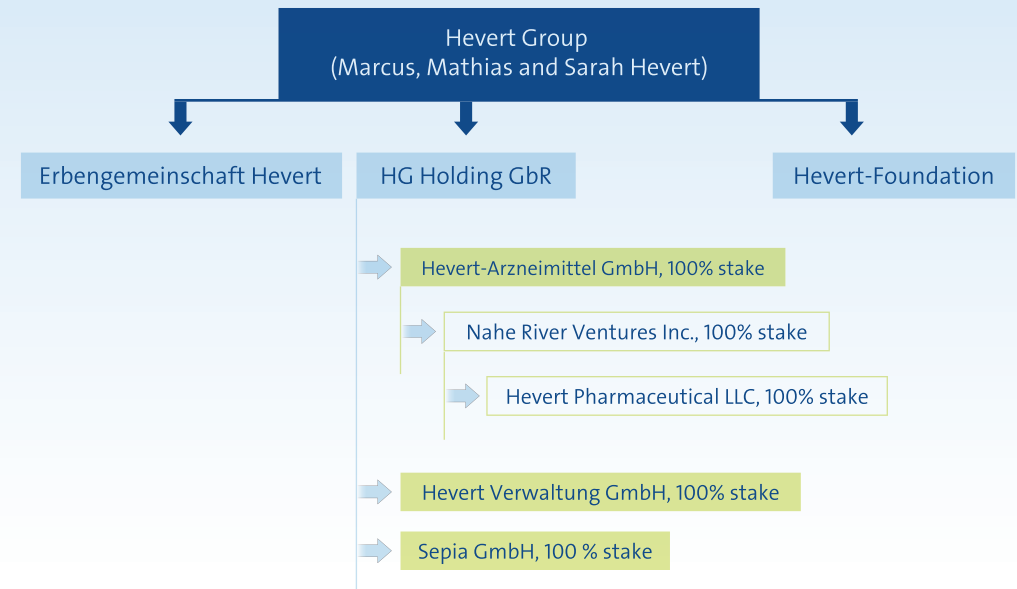 Hevert Group
(Marcus, Mathias and Sarah Hevert)
Erbengemeinschaft Hevert
HG Holding GbR
Hevert-Foundation
Hevert-Arzneimittel GmbH, 100% stake
Nahe River Ventures Inc., 100% stake
Hevert Pharmaceutical LLC, 100% stake
Hevert Verwaltung GmbH, 100% stake
Sepia GmbH, 100 % stake